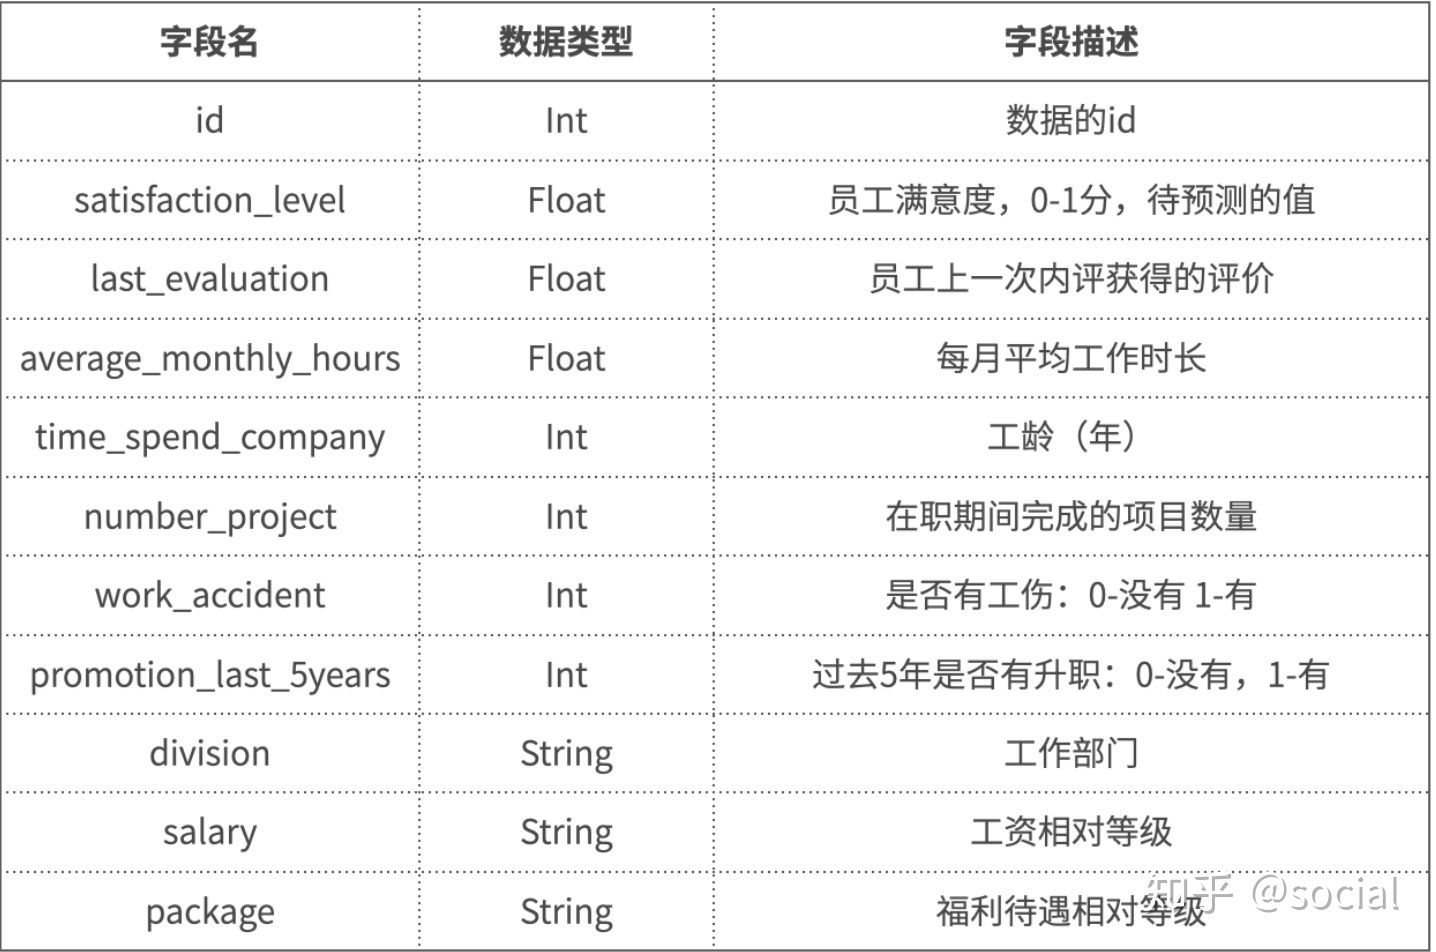 字段名 数据类型 字段描述
id Int 数据的id
satisfaction_level Float 员工满意度，0-1分，待预测的值
last_evaluation Float 员工上一次内评获得的评价
average_monthly_hours Float 每月平均工作时长
time_spend_company Int 工龄（年）
number_project Int 在职期间完成的项目数量
work_accident Int 是否有工伤：0-没有 1-有
promotion_last_5years Int 过去5年是否有升职：0-没有，1-有
division String 工作部门
salary String 工资相对等级
package String 福利待遇相对等级
知乎 @social